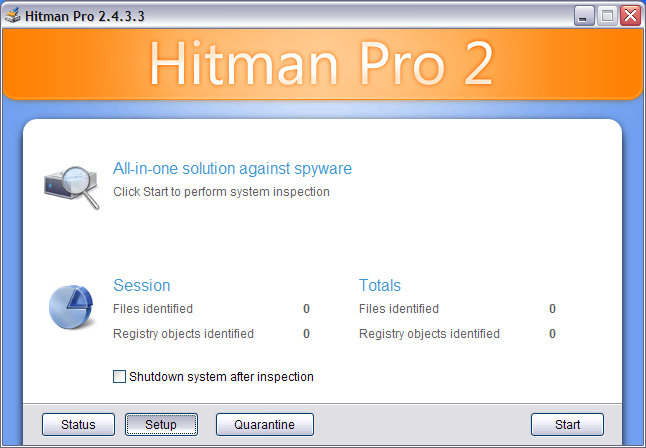 Hitman Pro 2.4.3.3
Hitman Pro 2
All-in-one solution against spyware
Click Start to perform system inspection
Session
Files identified 0
Registry objects identified 0
Totals
Files identified 0
Registry objects identified 0
Shutdown system after inspection
Status Setup Quarantine Start